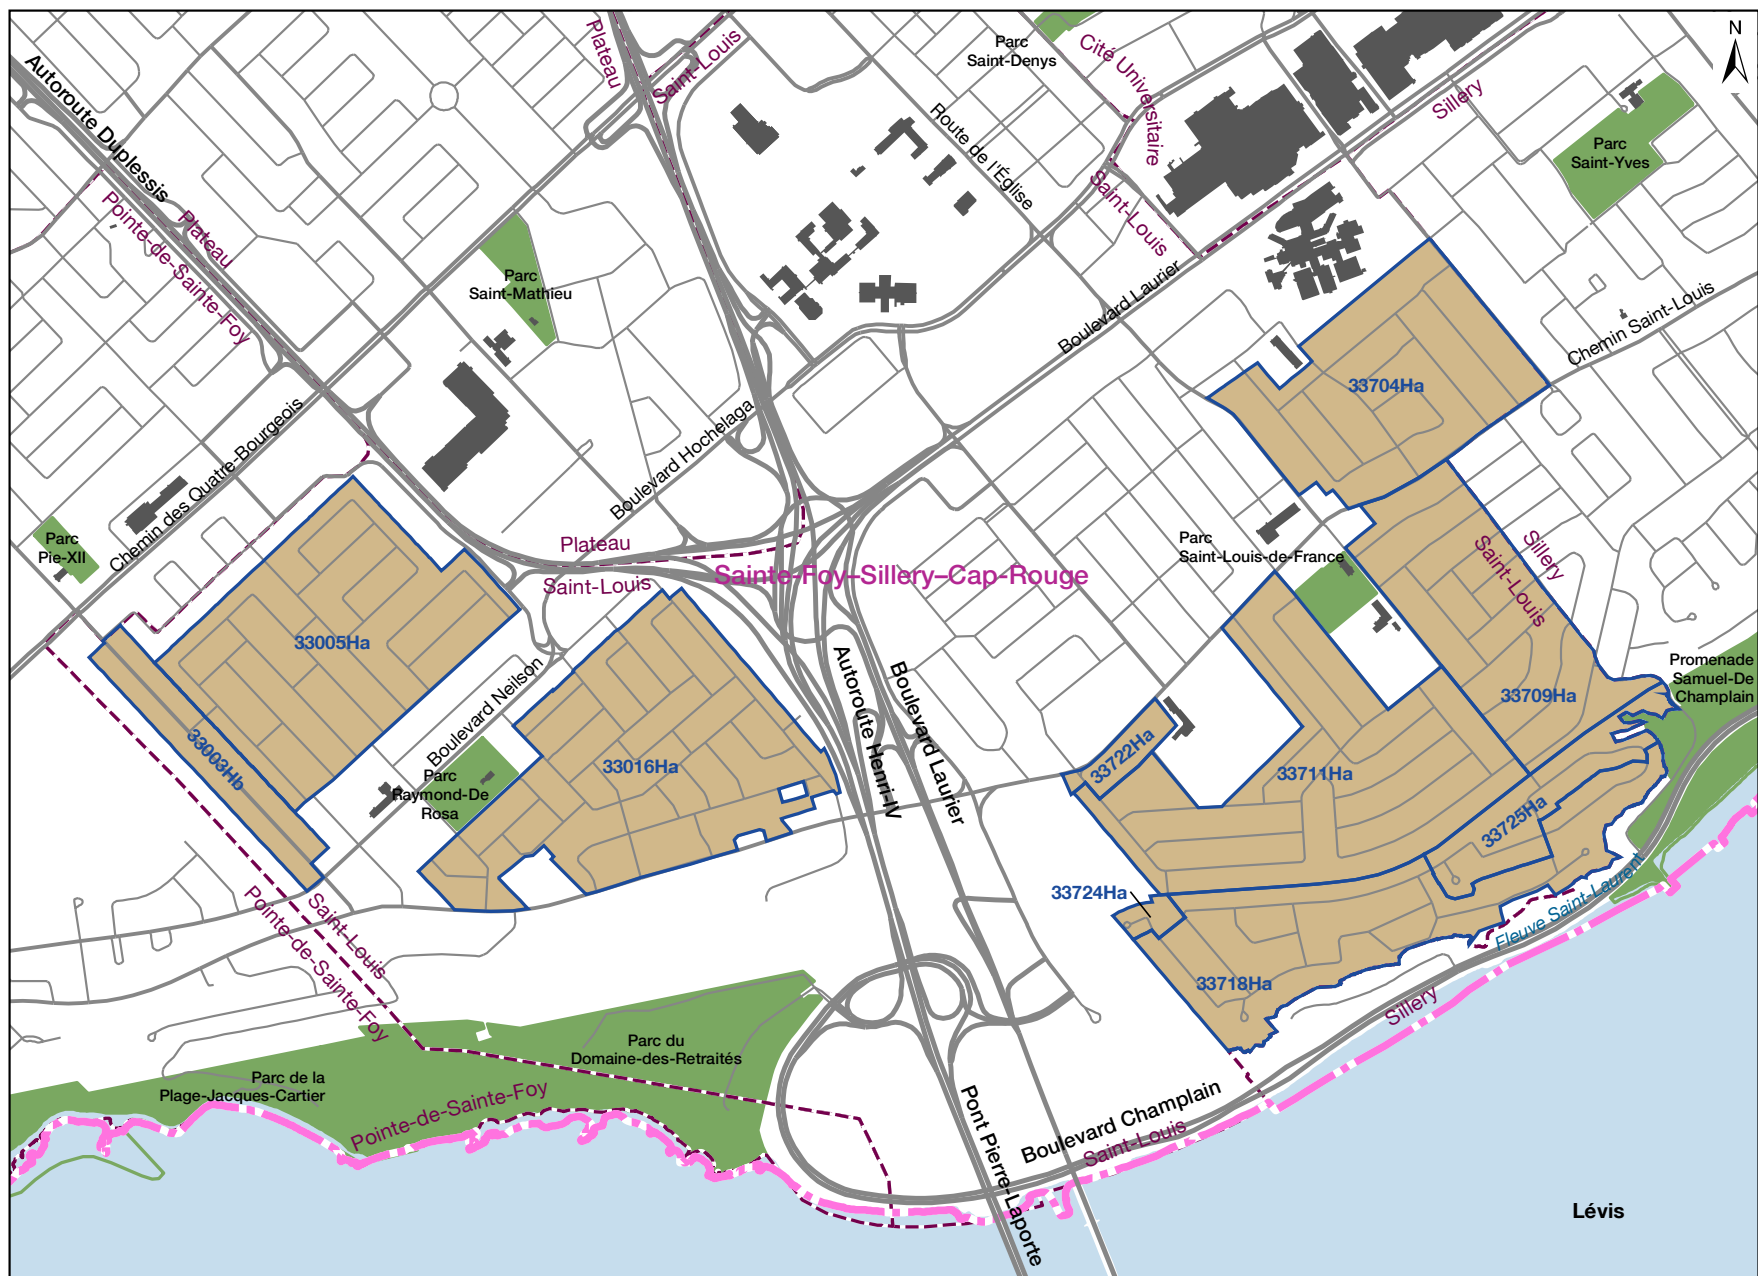 N
Plateau
Saint-Louis
Parc
Saint-Denys
Cité Universitaire
Sillery
Autoroute Duplessis
Route de l'Église
Parc
Saint-Yves
Saint-Louis
Plateau
Pointe-de-Sainte-Foy
Parc
Saint-Mathieu
Boulevard Laurier
Chemin Saint-Louis
33704Ha
Chemin des Quatre-Bourgeois
Boulevard Hochelaga
Parc
Pie-XII
Plateau
Saint-Louis
Sainte-Foy–Sillery–Cap-Rouge
Parc
Saint-Louis-de-France
Sillery
Saint-Louis
33005Ha
Boulevard Neilson
Autoroute Henri-IV
Boulevard Laurier
Promenade
Samuel-De
Champlain
33709Ha
33003Hb
33016Ha
33722Ha
33711Ha
Parc
Raymond-De
Rosa
33725Ha
33724Ha
Saint-Louis
Pointe-de-Sainte-Foy
Fleuve Saint-Laurent
33718Ha
Sillery
Parc du
Domaine-des-Retraités
Parc de la
Plage-Jacques-Cartier
Pointe-de-Sainte-Foy
Pont Pierre-Laporte
Boulevard Champlain
Saint-Louis
Lévis